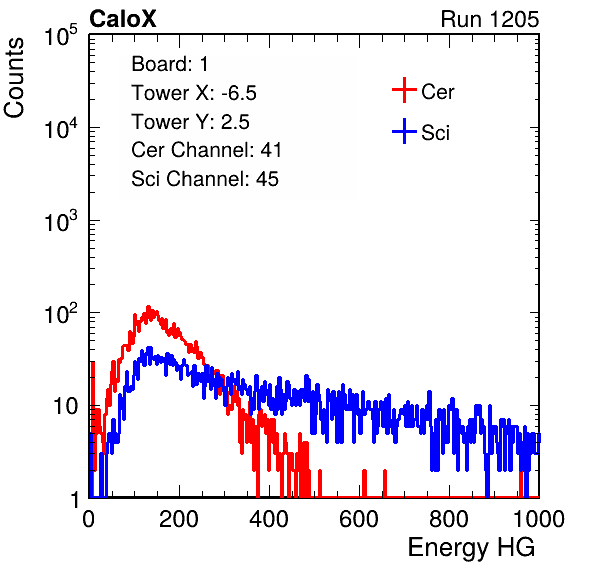 CaloX Run 1205
Counts
Board: 1
Tower X: -6.5
Tower Y: 2.5
Cer Channel: 41
Sci Channel: 45
Cer
Sci
10^5
10^4
10^3
10^2
10
1
0 200 400 600 800 1000
Energy HG